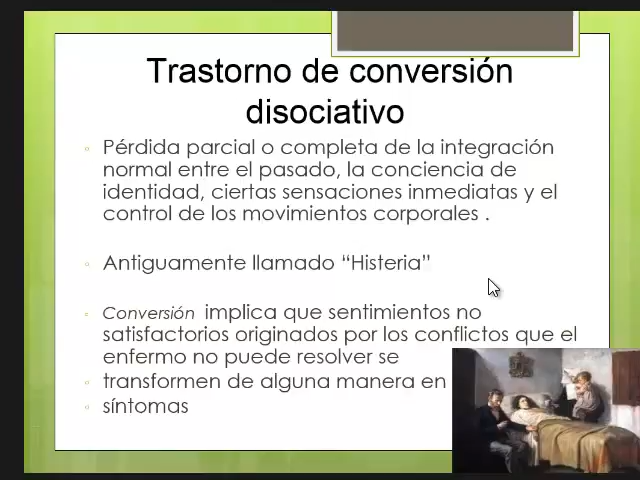 Trastorno de conversión
disociativo
Pérdida parcial o completa de la integración
normal entre el pasado, la conciencia de
identidad, ciertas sensaciones inmediatas y el
control de los movimientos corporales .
Antiguamente llamado “Histeria”
Conversión implica que sentimientos no
satisfactorios originados por los conflictos que el
enfermo no puede resolver se
transformen de alguna manera en
síntomas